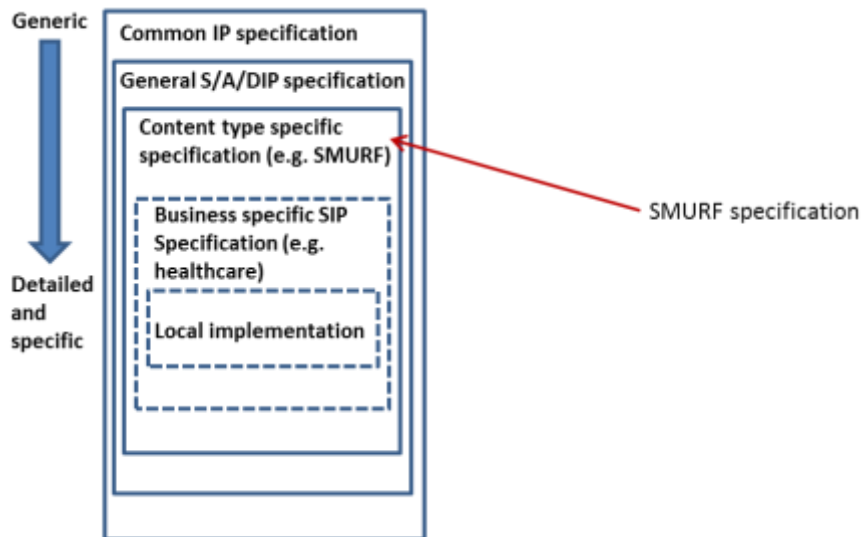 Generic
Common IP specification
General S/A/DIP specification
Content type specific
specification (e.g. SMURF)
SMURF specification
Business specific SIP
Specification (e.g.
healthcare)
Detailed
and
specific
Local implementation